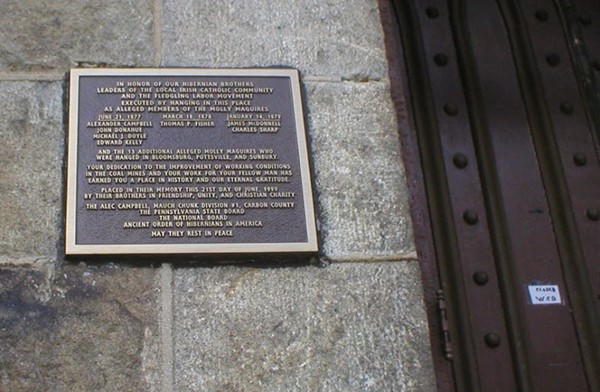 IN HONOR OF OUR HIBERNIAN BROTHERS
LEADERS OF THE LOCAL IRISH CATHOLIC COMMUNITY
AND THE FLEDGLING LABOR MOVEMENT
EXECUTED BY HANGING IN THIS PLACE
AS ALLEGED MEMBERS OF THE MOLLY MAGUIRES
JUNE 21, 1877 MARCH 28, 1878 JANUARY 14, 1879
ALEXANDER CAMPBELL THOMAS P. FISHER JAMES McDONNELL
JOHN DONAHUE CHARLES SHARP
MICHAEL J. DOYLE
EDWARD KELLY
AND THE 13 ADDITIONAL ALLEGED MOLLY MAGUIRES WHO
WERE HANGED IN BLOOMSBURG, POTTSVILLE, AND SUNBURY.
YOUR DEDICATION TO THE IMPROVEMENT OF WORKING CONDITIONS
IN THE COAL MINES AND YOUR WORK FOR YOUR FELLOW MAN HAS
EARNED YOU A PLACE IN HISTORY AND OUR ETERNAL GRATITUDE.
PLACED IN THEIR MEMORY THIS 21ST DAY OF JUNE, 1999
BY THEIR BROTHERS IN FRIENDSHIP, UNITY, AND CHRISTIAN CHARITY
THE ALEC CAMPBELL, MAUCH CHUNK DIVISION #1, CARBON COUNTY
THE PENNSYLVANIA STATE BOARD
THE NATIONAL BOARD
ANCIENT ORDER OF HIBERNIANS IN AMERICA
MAY THEY REST IN PEACE
CLOSED
WED